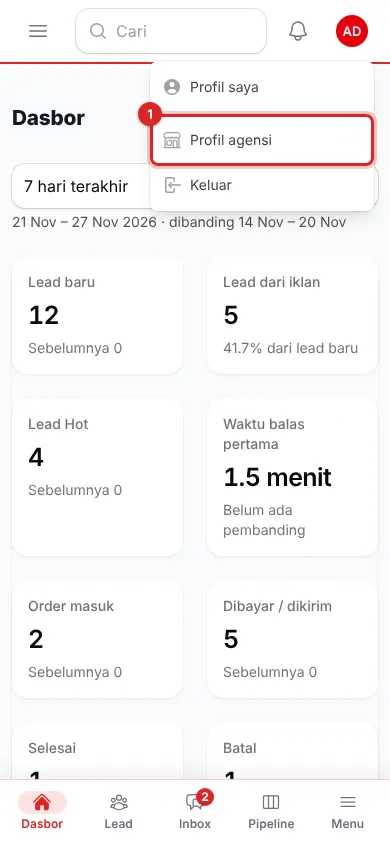 Cari
AD
Profil saya
1
Dasbor
Profil agensi
7 hari terakhir
Keluar
21 Nov – 27 Nov 2026 · dibanding 14 Nov – 20 Nov
Lead baru
12
Sebelumnya 0
Lead dari iklan
5
41.7% dari lead baru
Lead Hot
4
Sebelumnya 0
Waktu balas
pertama
1.5 menit
Belum ada
pembanding
Order masuk
2
Sebelumnya 0
Dibayar / dikirim
5
Sebelumnya 0
Selesai
1
Batal
1
2
Dasbor
Lead
Inbox
Pipeline
Menu